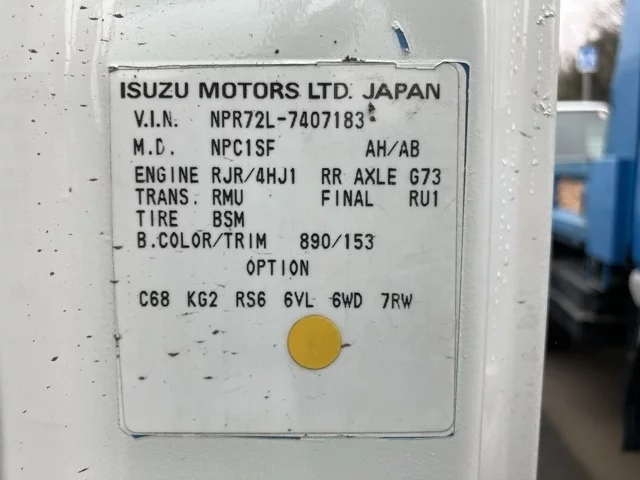 ISUZU MOTORS LTD. JAPAN
V.I.N. NPR72L-7407183
M.D. NPC1SF AH/AB
ENGINE RJR/4HJ1 RR AXLE G73
TRANS. RMU FINAL RU1
TIRE BSM
B.COLOR/TRIM 890/153
OPTION
C68 KG2 RS6 6VL 6WD 7RW